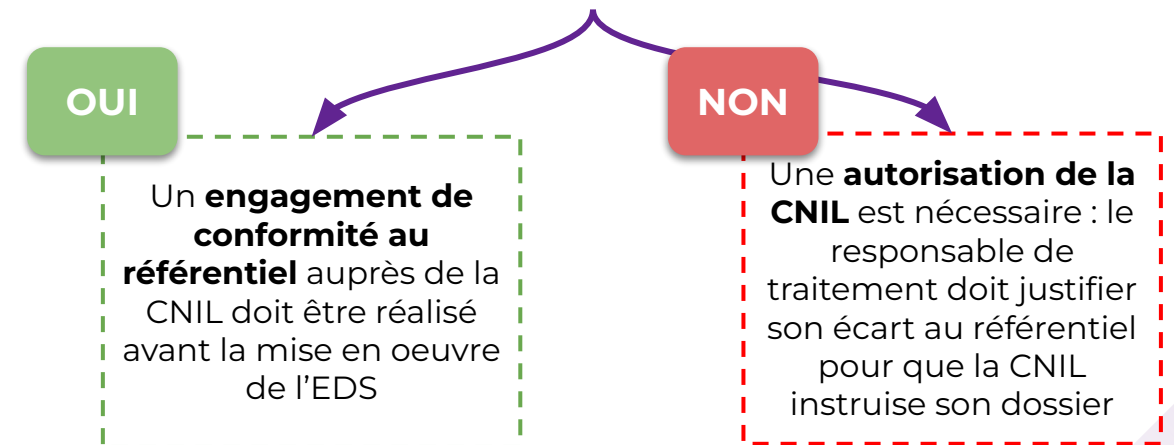 OUI
Un engagement de
conformité au
référentiel auprès de la
CNIL doit être réalisé
avant la mise en oeuvre
de l’EDS
NON
Une autorisation de la
CNIL est nécessaire : le
responsable de
traitement doit justifier
son écart au référentiel
pour que la CNIL
instruise son dossier